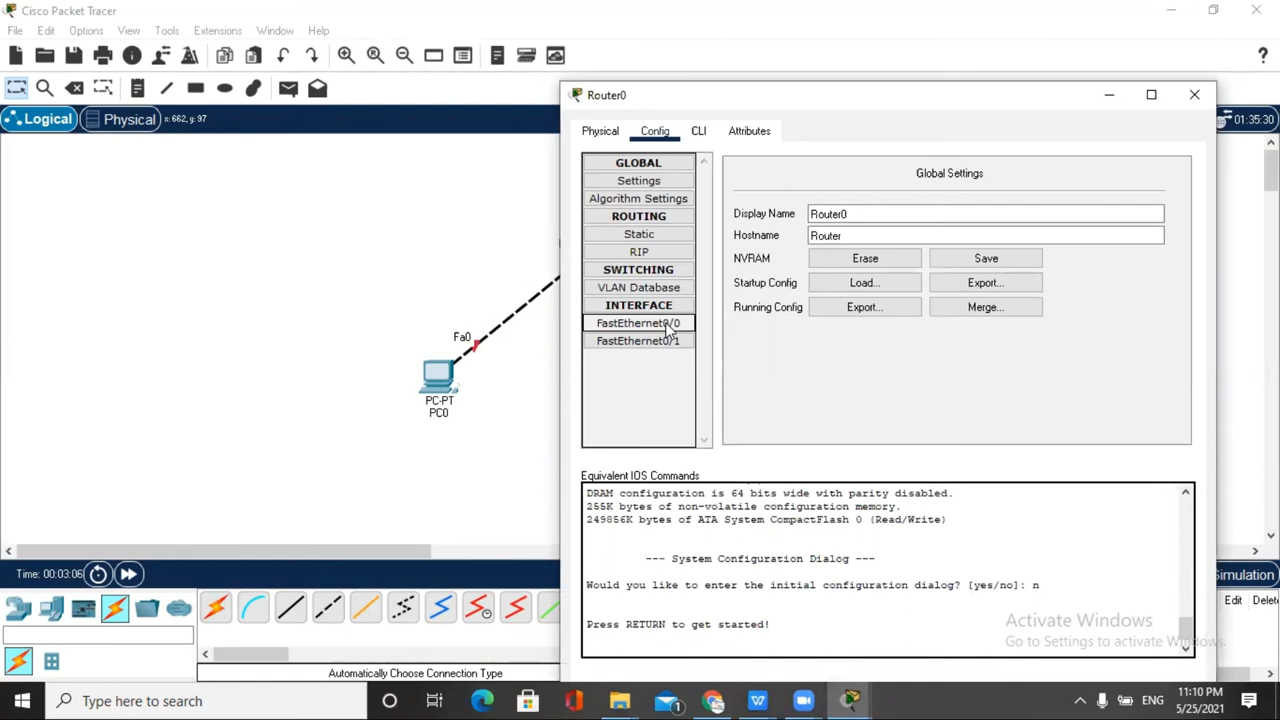 Cisco Packet Tracer
File Edit Options View Tools Extensions Window Help
Logical Physical x: 662, y: 97
01:35:30
Router0
Physical Config CLI Attributes
GLOBAL
Settings
Algorithm Settings
ROUTING
Static
RIP
SWITCHING
VLAN Database
INTERFACE
FastEthernet0/0
FastEthernet0/1
Global Settings
Display Name Router0
Hostname Router
NVRAM Erase Save
Startup Config Load... Export...
Running Config Export... Merge...
Fa0
PC-PT
PC0
Equivalent IOS Commands
DRAM configuration is 64 bits wide with parity disabled.
255K bytes of non-volatile configuration memory.
249856K bytes of ATA System CompactFlash 0 (Read/Write)
--- System Configuration Dialog ---
Would you like to enter the initial configuration dialog? [yes/no]: n
Press RETURN to get started!
Activate Windows
Go to Settings to activate Windows.
Time: 00:03:06
Simulation
Edit Delet
Automatically Choose Connection Type
Type here to search
1
ENG
11:10 PM
5/25/2021